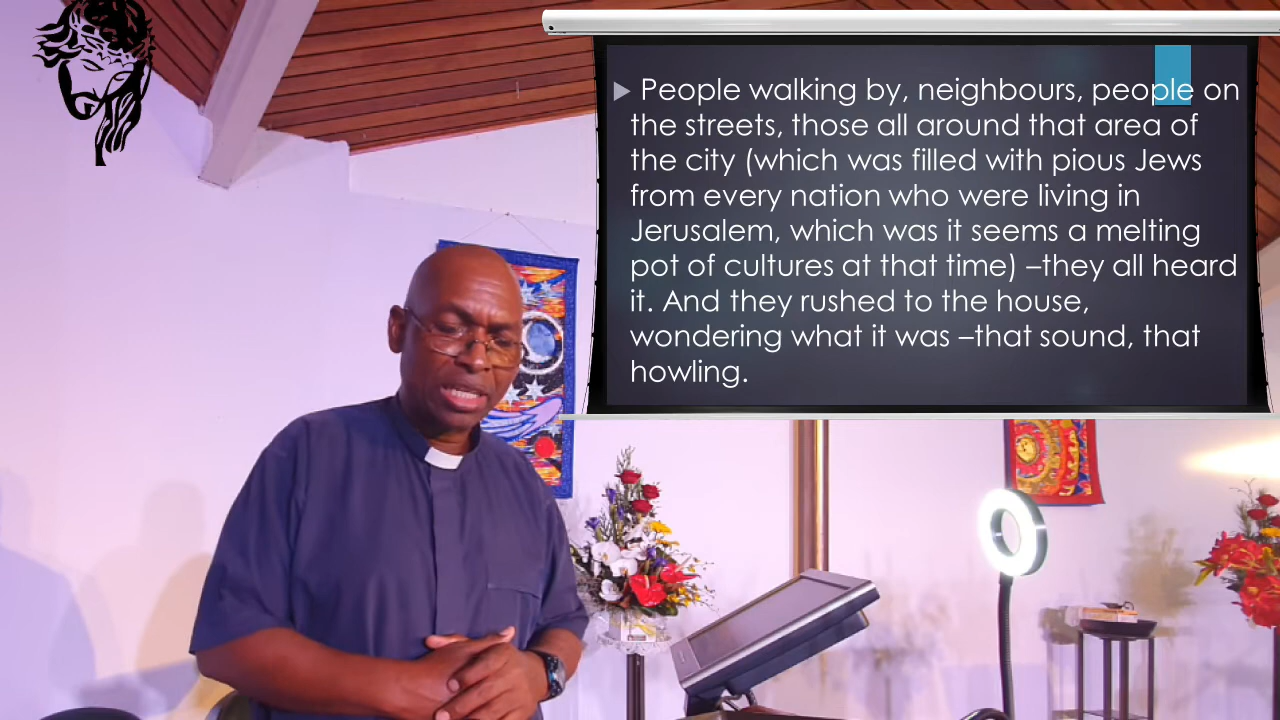 People walking by, neighbours, people on
the streets, those all around that area of
the city (which was filled with pious Jews
from every nation who were living in
Jerusalem, which was it seems a melting
pot of cultures at that time) –they all heard
it. And they rushed to the house,
wondering what it was –that sound, that
howling.